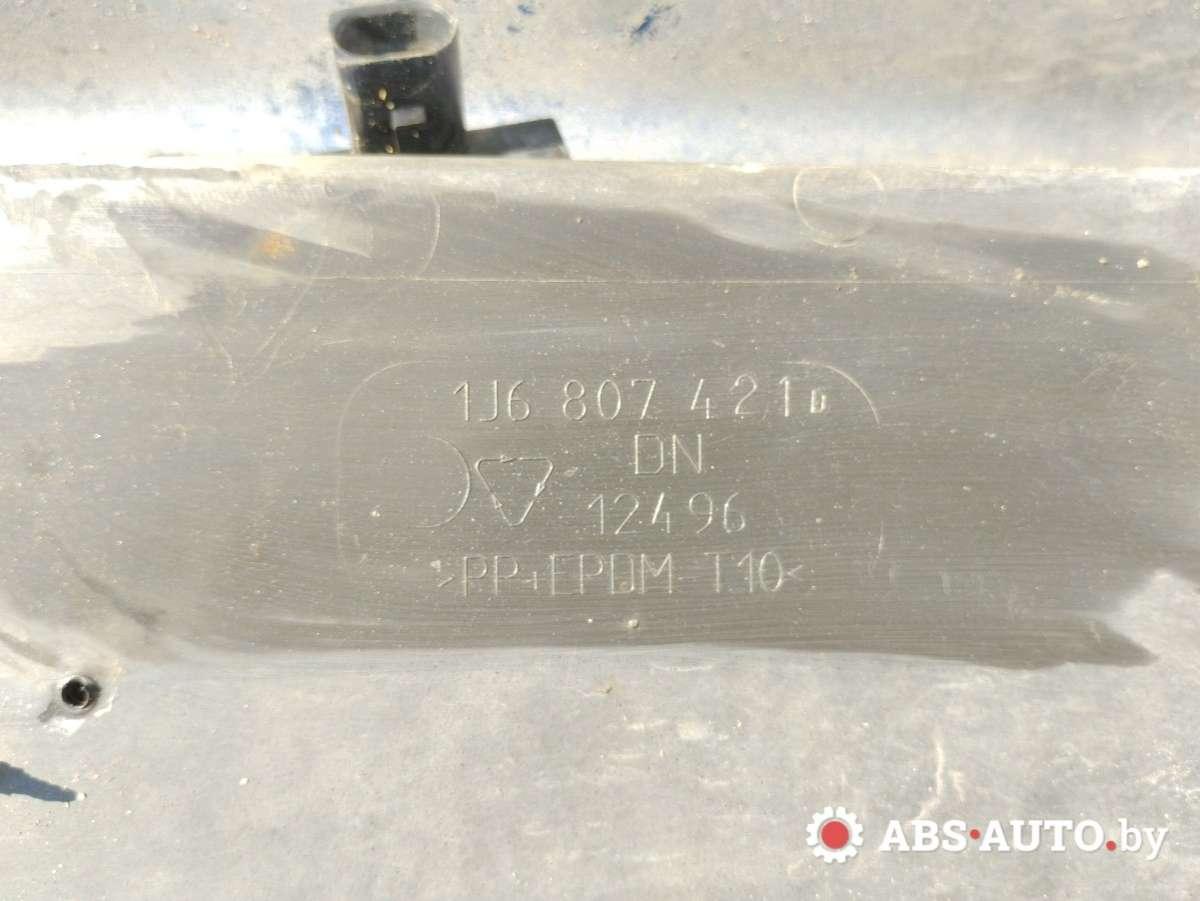 1J6 807 421 D
DN
12496
>PP+EPDM-T10<
ABS·AUTO.by